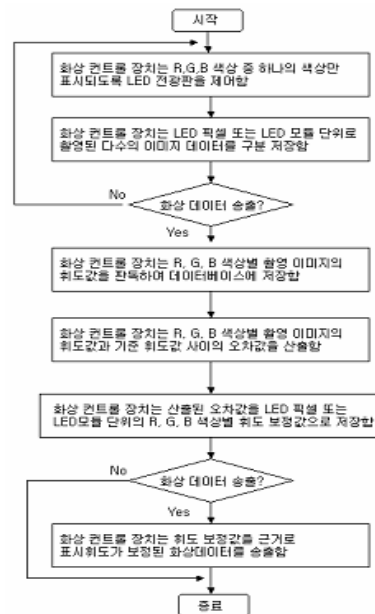 시작
화상 컨트롤 장치는 R,G,B 색상 중 하나의 색상만
표시되도록 LED 전광판을 제어함
화상 컨트롤 장치는 LED 픽셀 또는 LED 모듈 단위로
촬영된 다수의 이미지 데이터를 구분 저장함
No
화상 데이터 송출?
Yes
화상 컨트롤 장치는 R, G, B 색상별 촬영 이미지의
휘도값을 판독하여 데이터베이스에 저장함
화상 컨트롤 장치는 R, G, B 색상별 촬영 이미지의
휘도값과 기준 휘도값 사이의 오차값을 산출함
화상 컨트롤 장치는 산출된 오차값을 LED 픽셀 또는
LED모듈 단위의 R, G, B 색상별 휘도 보정값으로 저장함
No
화상 데이터 송출?
Yes
화상 컨트롤 장치는 휘도 보정값을 근거로
표시휘도가 보정된 화상데이터를 송출함
종료